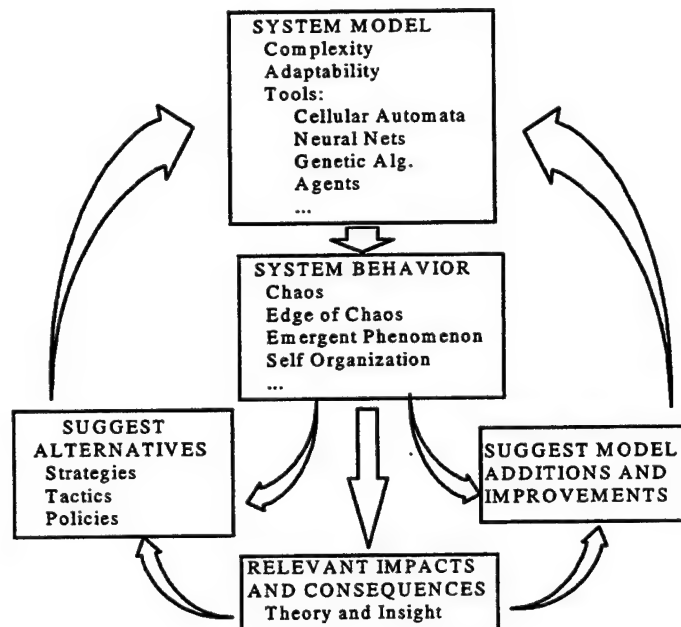 SYSTEM MODEL
Complexity
Adaptability
Tools:
Cellular Automata
Neural Nets
Genetic Alg.
Agents
...
SYSTEM BEHAVIOR
Chaos
Edge of Chaos
Emergent Phenomenon
Self Organization
...
SUGGEST
ALTERNATIVES
Strategies
Tactics
Policies
SUGGEST MODEL
ADDITIONS AND
IMPROVEMENTS
RELEVANT IMPACTS
AND CONSEQUENCES
Theory and Insight